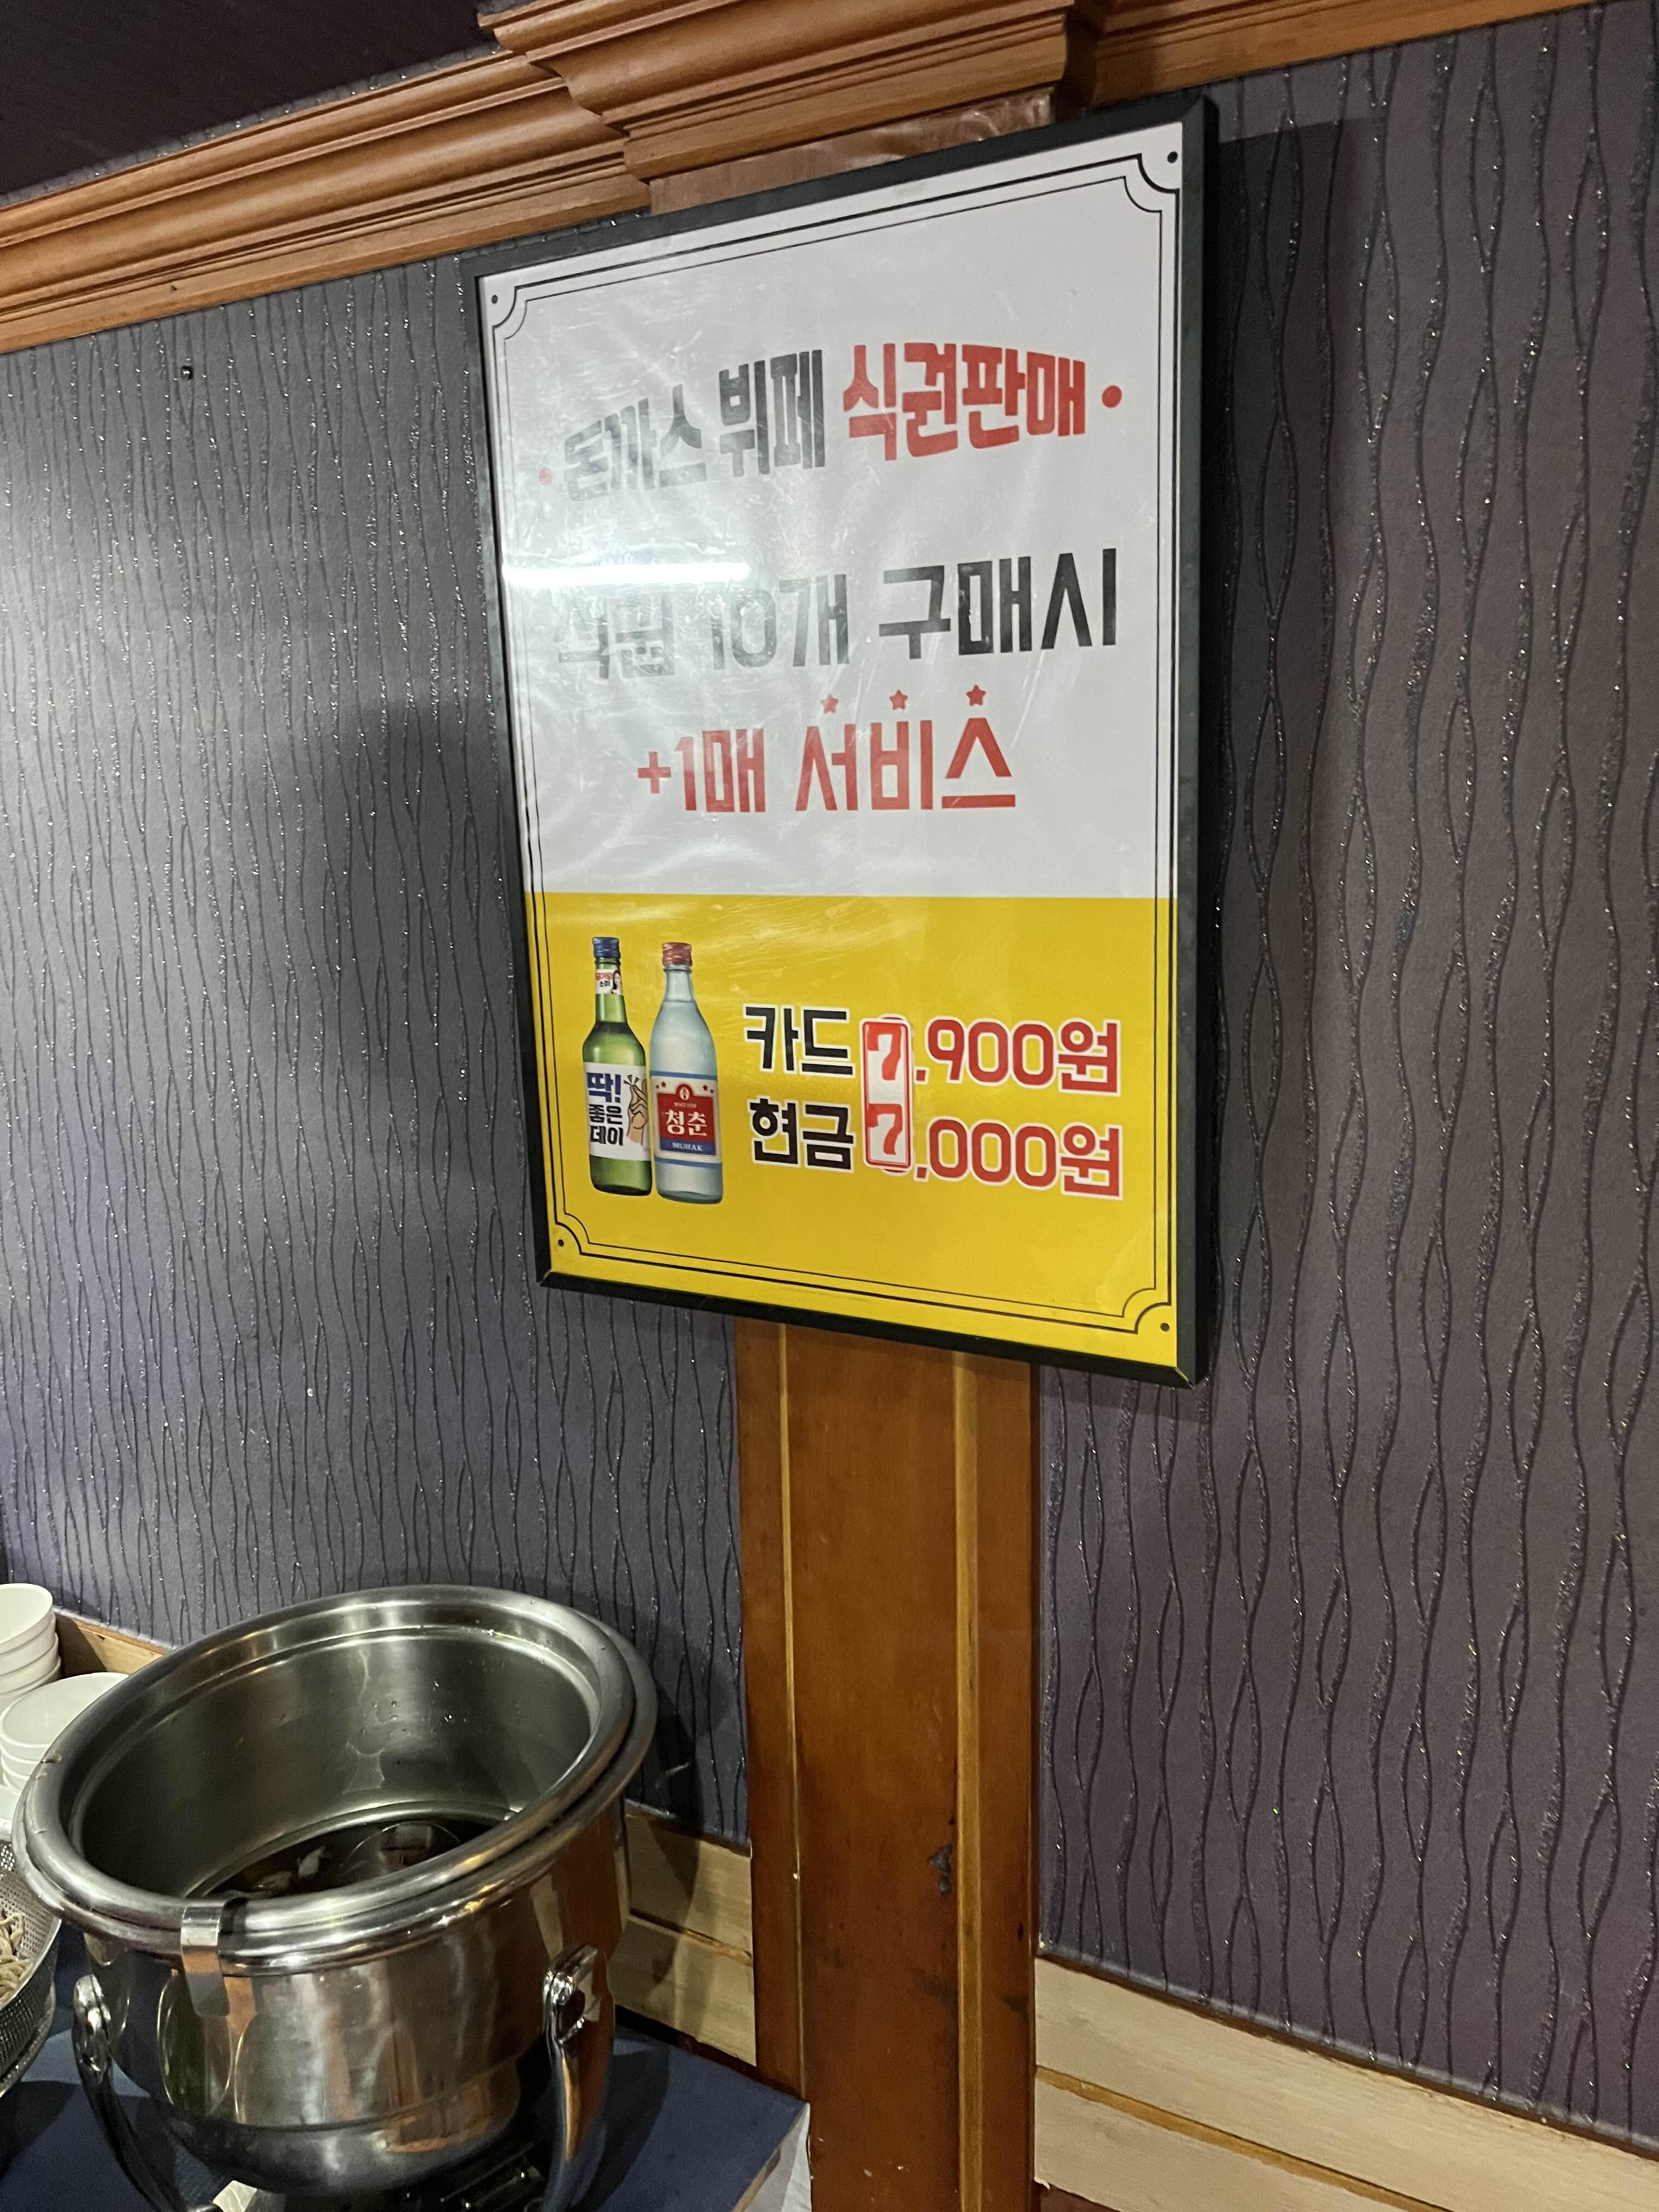 • 돈까스 뷔페 식권판매 •
식권 10개 구매시
+1매 서비스
카드 7,900원
현금 7,000원
딱!
좋은
데이
청춘
MUHAK